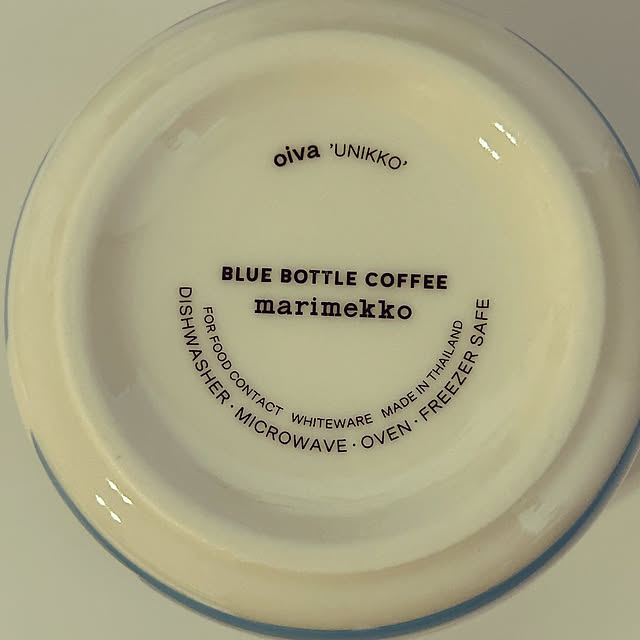 oiva ’UNIKKO’
BLUE BOTTLE COFFEE
marimekko
FOR FOOD CONTACT WHITEWARE MADE IN THAILAND
DISHWASHER · MICROWAVE · OVEN · FREEZER SAFE